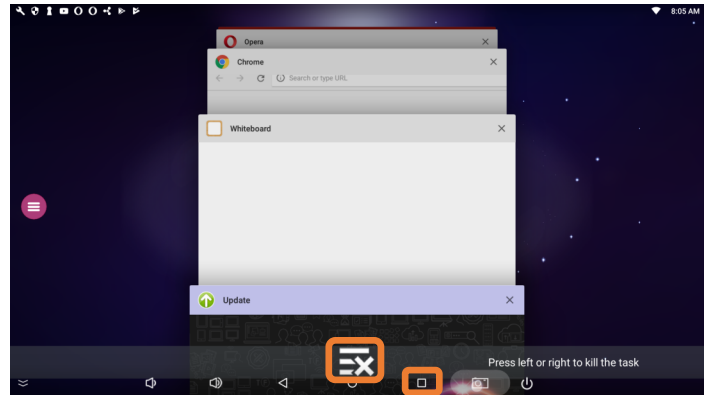 8:05 AM
Opera
Chrome
Search or type URL
Whiteboard
Update
Press left or right to kill the task